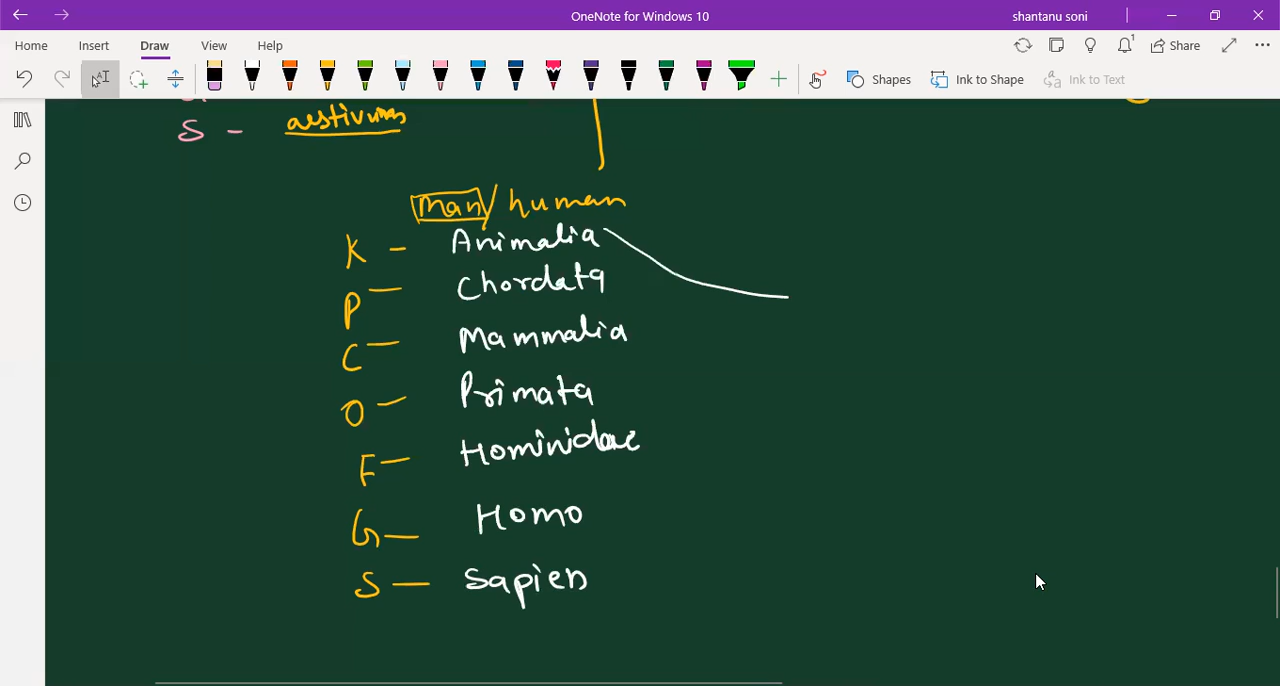 OneNote for Windows 10
shantanu soni
Home Insert Draw View Help
Share
Shapes
Ink to Shape
Ink to Text
S - aestivum
man/human
K - Animalia
P - Chordata
C - Mammalia
O - Primata
F - Hominidae
G - Homo
S - Sapien